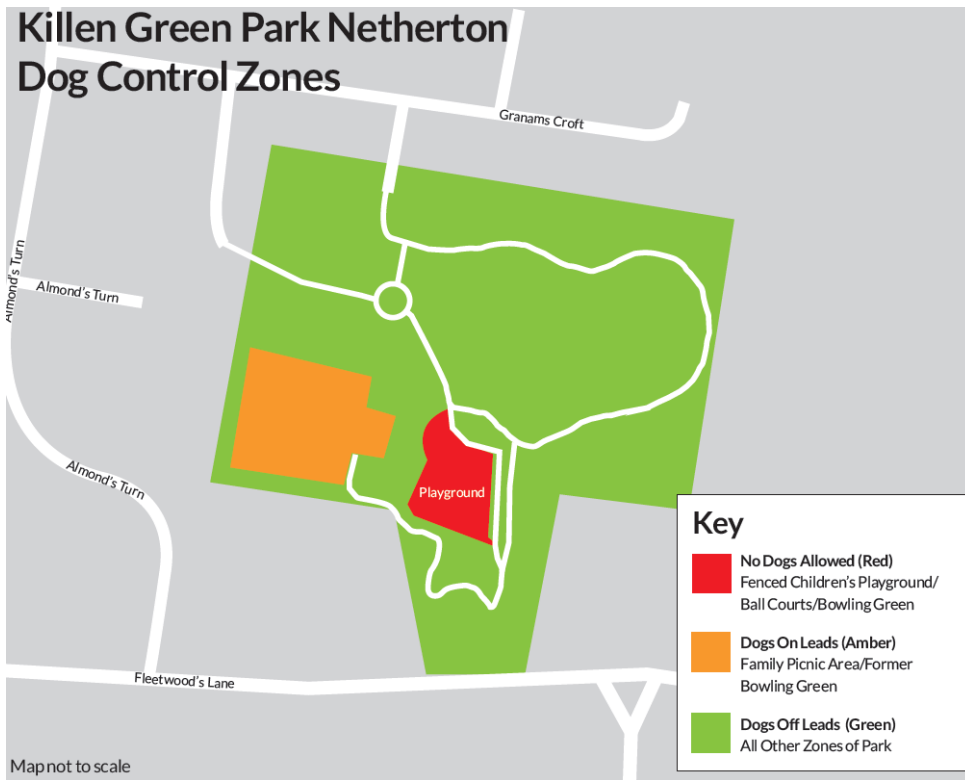 Killen Green Park Netherton
Dog Control Zones
Granams Croft
Almond's Turn
Almond's Turn
Almond's Turn
Playground
Fleetwood's Lane
Key
No Dogs Allowed (Red)
Fenced Children's Playground/
Ball Courts/Bowling Green
Dogs On Leads (Amber)
Family Picnic Area/Former
Bowling Green
Dogs Off Leads (Green)
All Other Zones of Park
Map not to scale